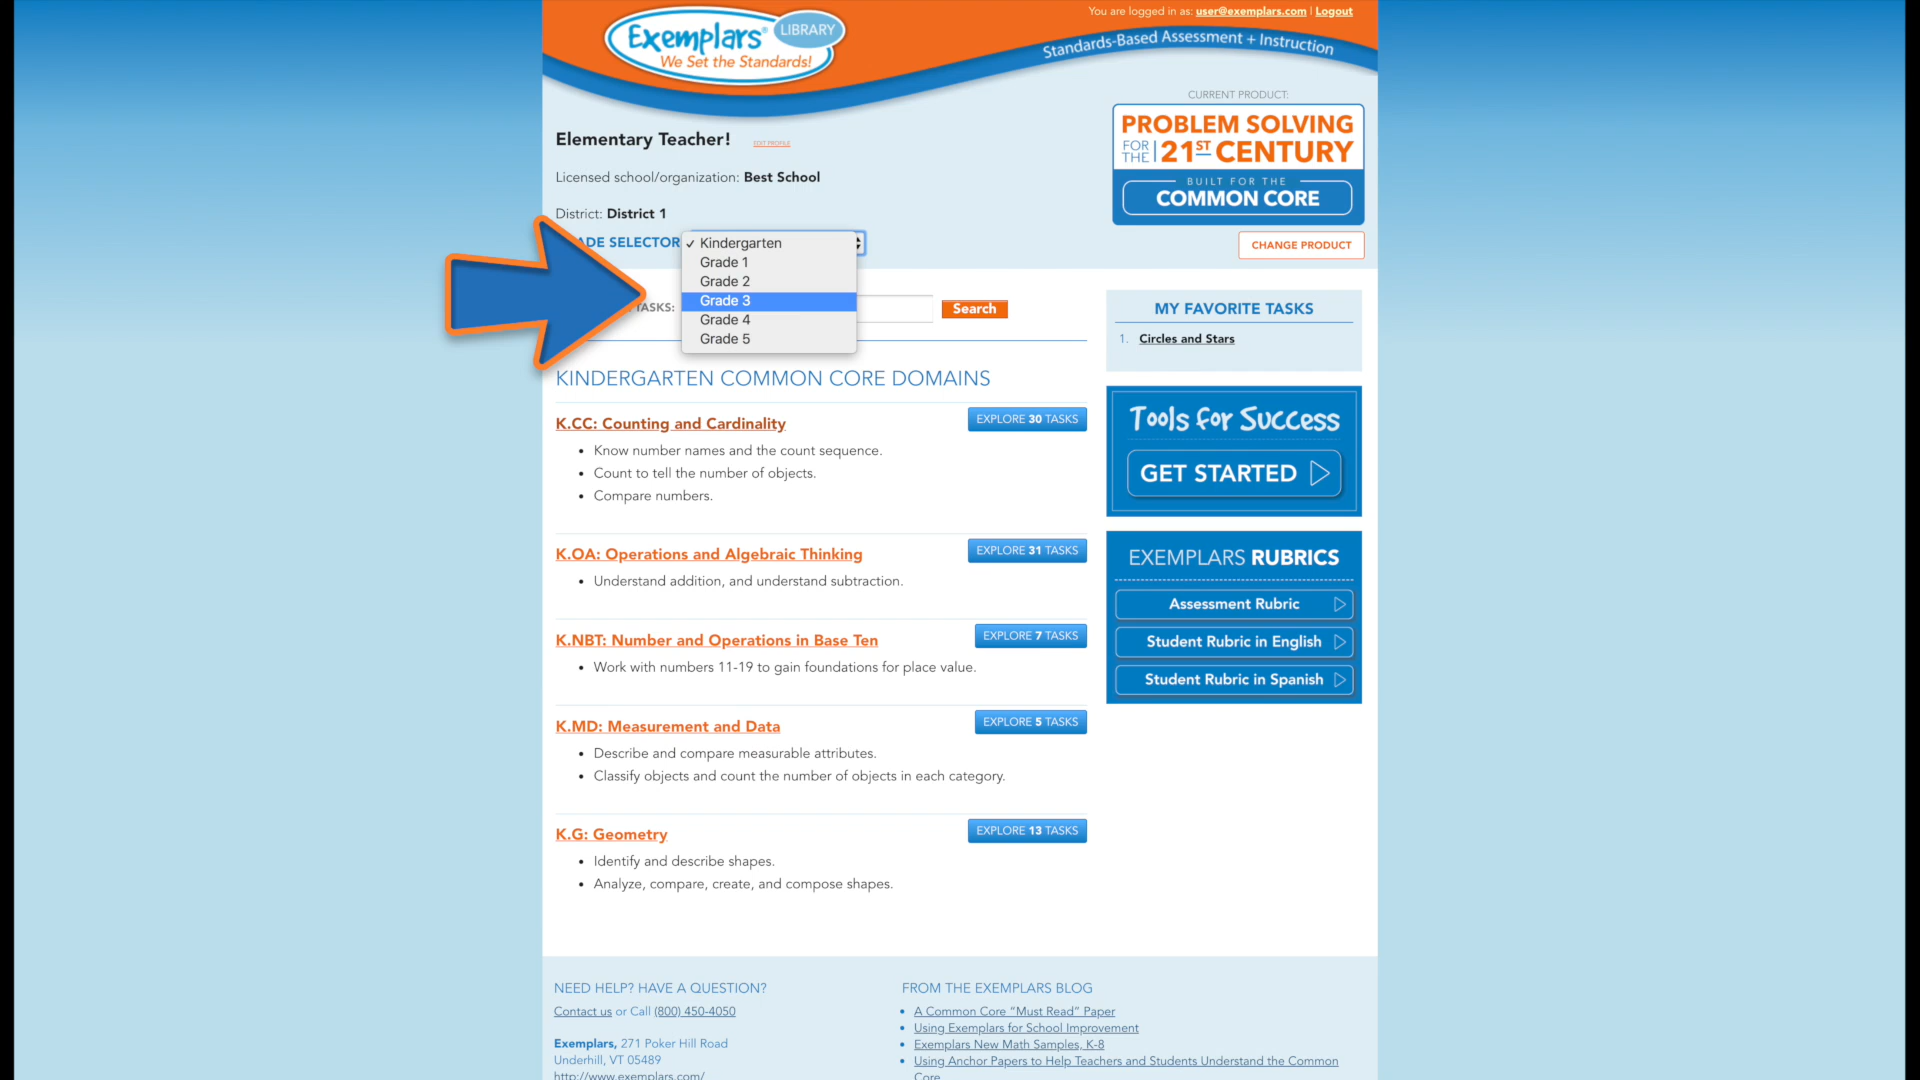 You are logged in as: user@exemplars.com | Logout
Exemplars® LIBRARY
We Set the Standards!
Standards-Based Assessment + Instruction
CURRENT PRODUCT:
PROBLEM SOLVING
FOR THE 21ST CENTURY
BUILT FOR THE
COMMON CORE
CHANGE PRODUCT
Elementary Teacher! EDIT PROFILE
Licensed school/organization: Best School
District: District 1
ADE SELECTOR
✓ Kindergarten
Grade 1
Grade 2
Grade 3
Grade 4
Grade 5
TASKS:
Search
KINDERGARTEN COMMON CORE DOMAINS
K.CC: Counting and Cardinality
EXPLORE 30 TASKS
• Know number names and the count sequence.
• Count to tell the number of objects.
• Compare numbers.
K.OA: Operations and Algebraic Thinking
EXPLORE 31 TASKS
• Understand addition, and understand subtraction.
K.NBT: Number and Operations in Base Ten
EXPLORE 7 TASKS
• Work with numbers 11-19 to gain foundations for place value.
K.MD: Measurement and Data
EXPLORE 5 TASKS
• Describe and compare measurable attributes.
• Classify objects and count the number of objects in each category.
K.G: Geometry
EXPLORE 13 TASKS
• Identify and describe shapes.
• Analyze, compare, create, and compose shapes.
MY FAVORITE TASKS
1. Circles and Stars
Tools for Success
GET STARTED
EXEMPLARS RUBRICS
Assessment Rubric
Student Rubric in English
Student Rubric in Spanish
NEED HELP? HAVE A QUESTION?
Contact us or Call (800) 450-4050
Exemplars, 271 Poker Hill Road
Underhill, VT 05489
http://www.exemplars.com/
FROM THE EXEMPLARS BLOG
• A Common Core “Must Read” Paper
• Using Exemplars for School Improvement
• Exemplars New Math Samples, K-8
• Using Anchor Papers to Help Teachers and Students Understand the Common
Core